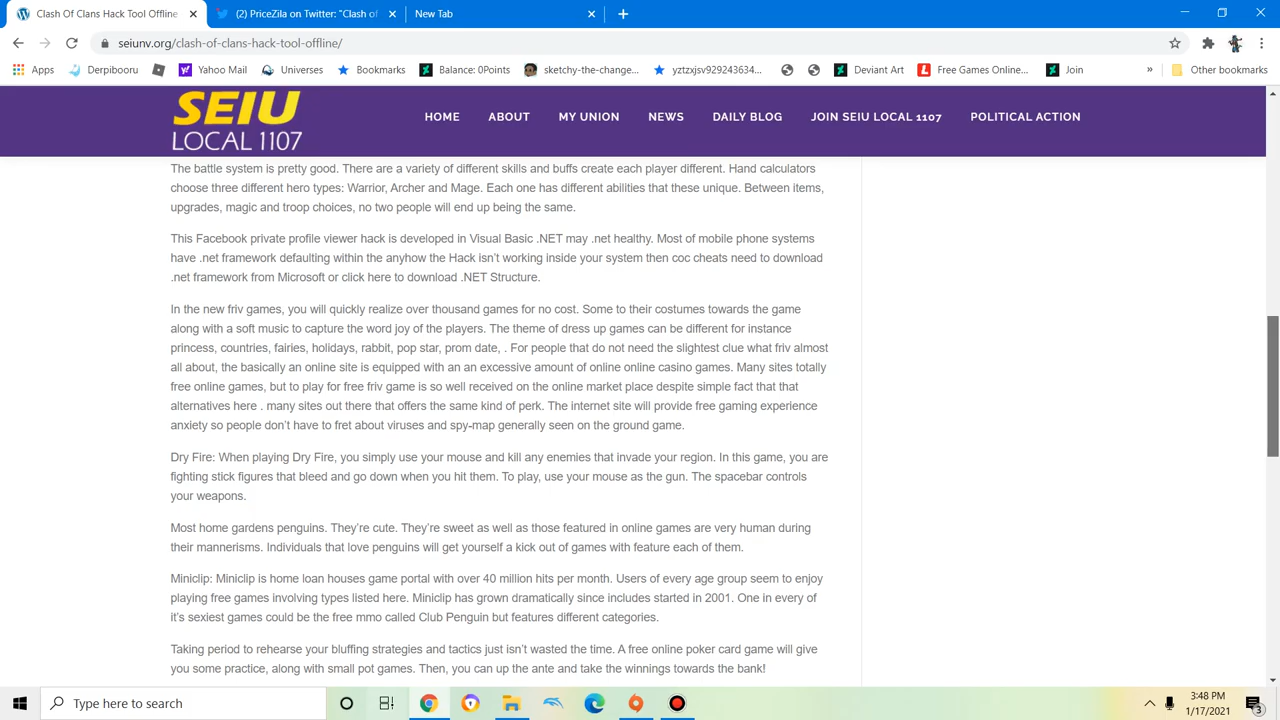 Clash Of Clans Hack Tool Offline
(2) PriceZila on Twitter: "Clash of
New Tab
seiunv.org/clash-of-clans-hack-tool-offline/
Apps Derpibooru Yahoo Mail Universes Bookmarks Balance: 0Points sketchy-the-change... yztzxjsv929243634... Deviant Art Free Games Online... Join » Other bookmarks
SEIU
LOCAL 1107
HOME ABOUT MY UNION NEWS DAILY BLOG JOIN SEIU LOCAL 1107 POLITICAL ACTION
The battle system is pretty good. There are a variety of different skills and buffs create each player different. Hand calculators
choose three different hero types: Warrior, Archer and Mage. Each one has different abilities that these unique. Between items,
upgrades, magic and troop choices, no two people will end up being the same.
This Facebook private profile viewer hack is developed in Visual Basic .NET may .net healthy. Most of mobile phone systems
have .net framework defaulting within the anyhow the Hack isn't working inside your system then coc cheats need to download
.net framework from Microsoft or click here to download .NET Structure.
In the new friv games, you will quickly realize over thousand games for no cost. Some to their costumes towards the game
along with a soft music to capture the word joy of the players. The theme of dress up games can be different for instance
princess, countries, fairies, holidays, rabbit, pop star, prom date, . For people that do not need the slightest clue what friv almost
all about, the basically an online site is equipped with an an excessive amount of online online casino games. Many sites totally
free online games, but to play for free friv game is so well received on the online market place despite simple fact that that
alternatives here . many sites out there that offers the same kind of perk. The internet site will provide free gaming experience
anxiety so people don't have to fret about viruses and spy-map generally seen on the ground game.
Dry Fire: When playing Dry Fire, you simply use your mouse and kill any enemies that invade your region. In this game, you are
fighting stick figures that bleed and go down when you hit them. To play, use your mouse as the gun. The spacebar controls
your weapons.
Most home gardens penguins. They're cute. They're sweet as well as those featured in online games are very human during
their mannerisms. Individuals that love penguins will get yourself a kick out of games with feature each of them.
Miniclip: Miniclip is home loan houses game portal with over 40 million hits per month. Users of every age group seem to enjoy
playing free games involving types listed here. Miniclip has grown dramatically since includes started in 2001. One in every of
it's sexiest games could be the free mmo called Club Penguin but features different categories.
Taking period to rehearse your bluffing strategies and tactics just isn't wasted the time. A free online poker card game will give
you some practice, along with small pot games. Then, you can up the ante and take the winnings towards the bank!
Type here to search
3:48 PM
1/17/2021
3